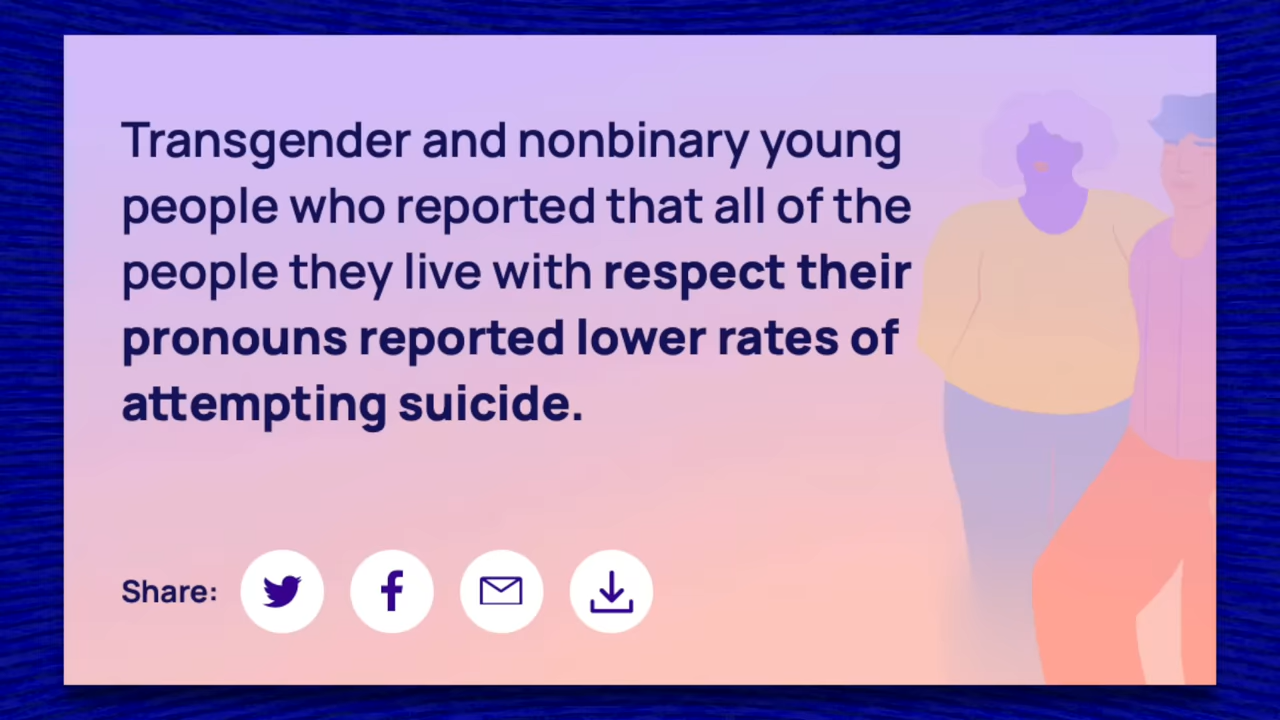 Transgender and nonbinary young
people who reported that all of the
people they live with respect their
pronouns reported lower rates of
attempting suicide.
Share: